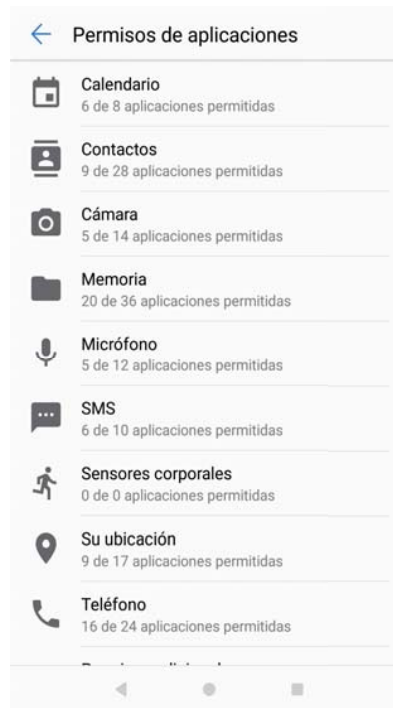 Permisos de aplicaciones
Calendario
6 de 8 aplicaciones permitidas
Contactos
9 de 28 aplicaciones permitidas
Cámara
5 de 14 aplicaciones permitidas
Memoria
20 de 36 aplicaciones permitidas
Micrófono
5 de 12 aplicaciones permitidas
SMS
6 de 10 aplicaciones permitidas
Sensores corporales
0 de 0 aplicaciones permitidas
Su ubicación
9 de 17 aplicaciones permitidas
Teléfono
16 de 24 aplicaciones permitidas